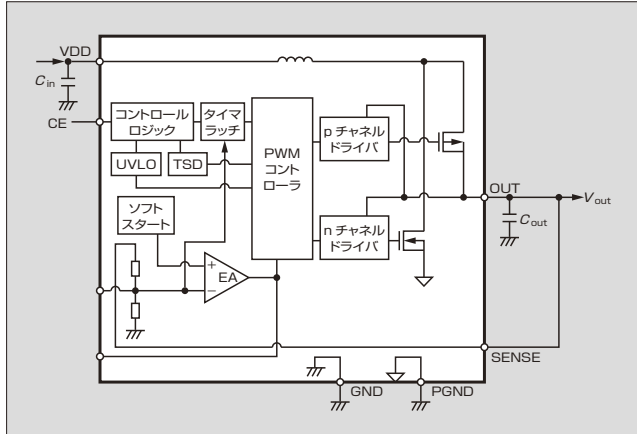 VDD
Cin
CE
コントロール
ロジック
タイマ
ラッチ
UVLO
TSD
PWM
コント
ローラ
pチャネル
ドライバ
OUT
Vout
Cout
ソフト
スタート
nチャネル
ドライバ
+
EA
−
SENSE
GND
PGND